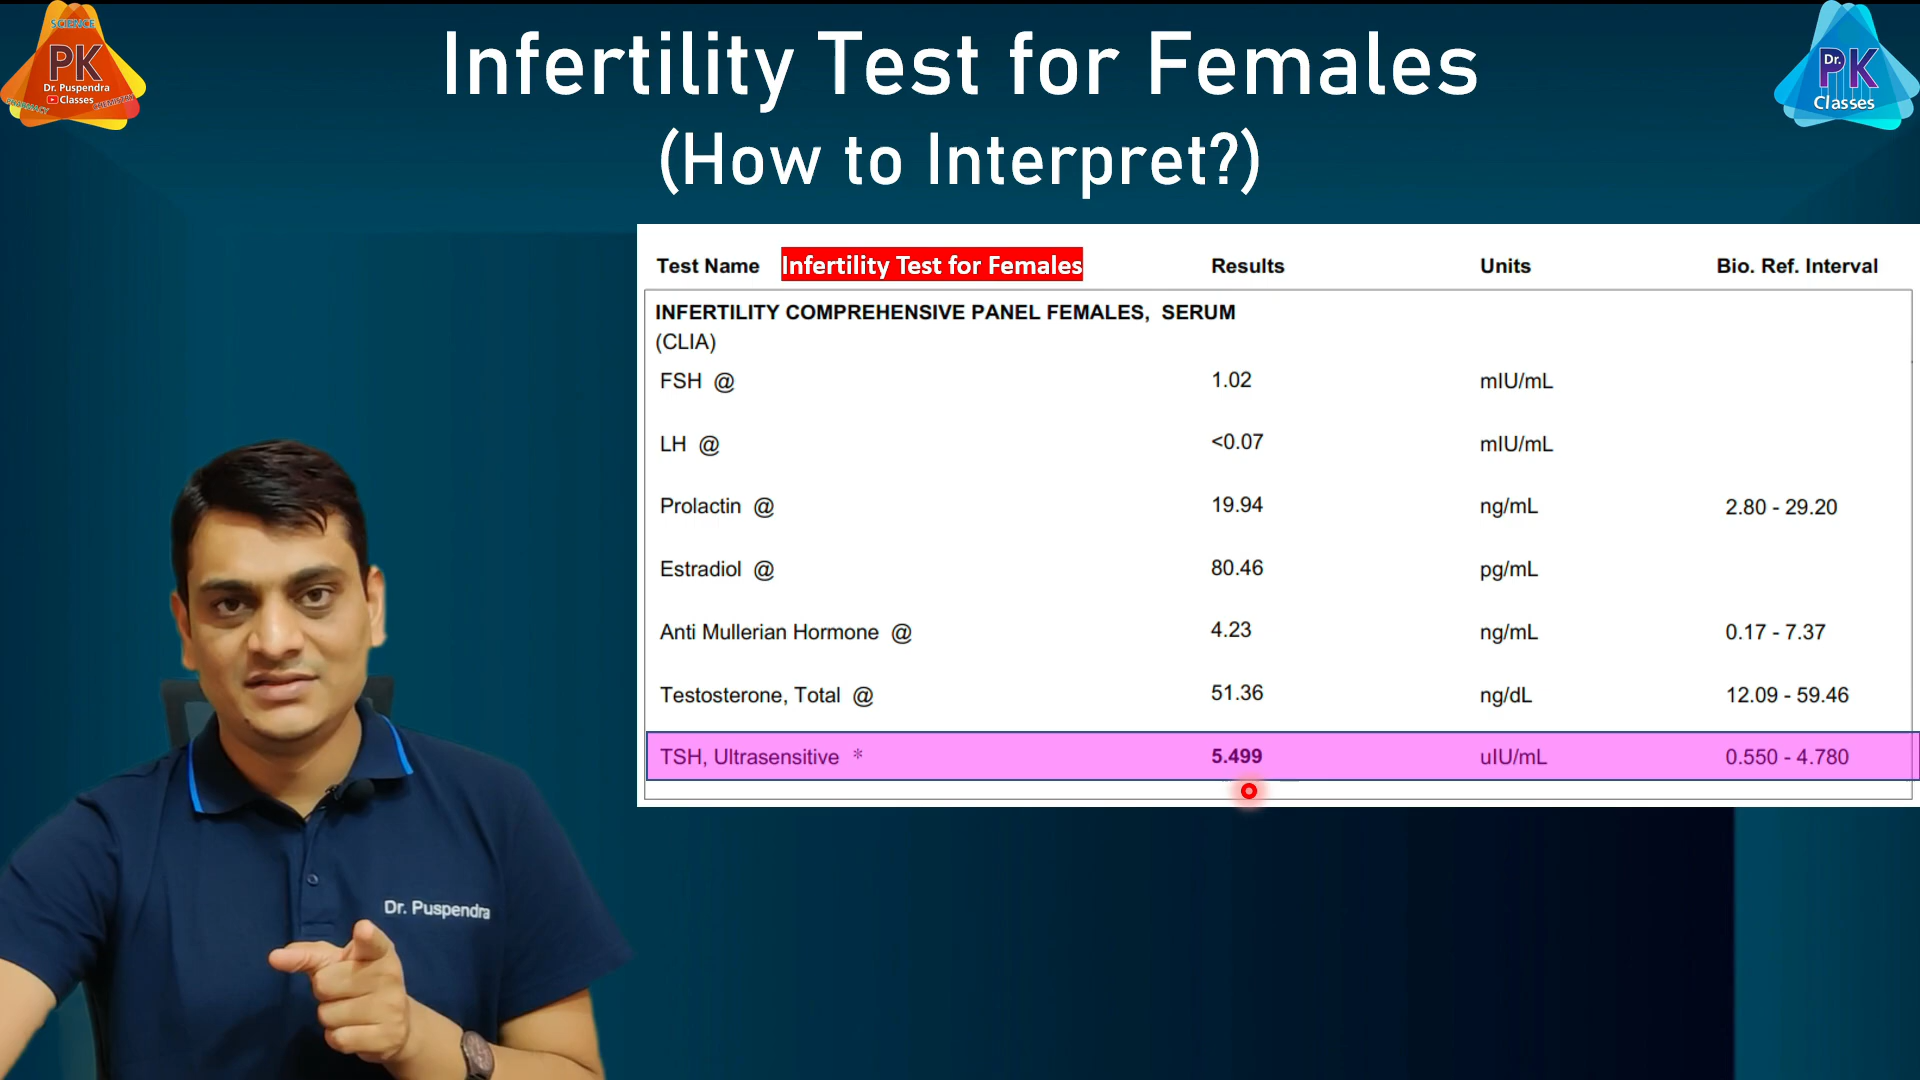 SCIENCE
PK
Dr. Puspendra
Classes
PHARMACY
CHEMISTRY
Infertility Test for Females
(How to Interpret?)
Dr.
PK
Classes
Test Name Infertility Test for Females Results Units Bio. Ref. Interval
INFERTILITY COMPREHENSIVE PANEL FEMALES, SERUM
(CLIA)
FSH @ 1.02 mIU/mL
LH @ <0.07 mIU/mL
Prolactin @ 19.94 ng/mL 2.80 - 29.20
Estradiol @ 80.46 pg/mL
Anti Mullerian Hormone @ 4.23 ng/mL 0.17 - 7.37
Testosterone, Total @ 51.36 ng/dL 12.09 - 59.46
TSH, Ultrasensitive * 5.499 uIU/mL 0.550 - 4.780
Dr. Puspendra